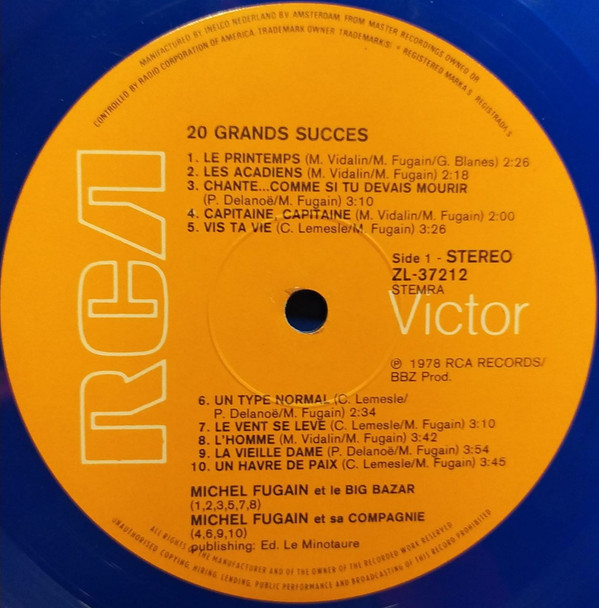 MANUFACTURED BY INELCO NEDERLAND BV, AMSTERDAM, FROM MASTER RECORDINGS OWNED OR
CONTROLLED BY RADIO CORPORATION OF AMERICA, TRADEMARK OWNER. TRADEMARK(S) • REGISTERED MARKA.S REGISTRADA.S
20 GRANDS SUCCES
1. LE PRINTEMPS (M. Vidalin/M. Fugain/G. Blanes) 2:26
2. LES ACADIENS (M. Vidalin/M. Fugain) 2:18
3. CHANTE...COMME SI TU DEVAIS MOURIR
(P. Delanoë/M. Fugain) 3:10
4. CAPITAINE, CAPITAINE (M. Vidalin/M. Fugain) 2:00
5. VIS TA VIE (C. Lemesle/M. Fugain) 3:26
RCA
Side 1 - STEREO
ZL-37212
STEMRA
Victor
℗ 1978 RCA RECORDS/
BBZ Prod.
6. UN TYPE NORMAL (C. Lemesle/
P. Delanoë/M. Fugain) 2:34
7. LE VENT SE LEVE (C. Lemesle/M. Fugain) 3:10
8. L'HOMME (M. Vidalin/M. Fugain) 3:42
9. LA VIEILLE DAME (P. Delanoë/M. Fugain) 3:54
10. UN HAVRE DE PAIX (C. Lemesle/M. Fugain) 3:45
MICHEL FUGAIN et le BIG BAZAR
(1,2,3,5,7,8)
MICHEL FUGAIN et sa COMPAGNIE
(4,6,9,10)
publishing: Ed. Le Minotaure
ALL RIGHTS OF THE MANUFACTURER AND OF THE OWNER OF THE RECORDED WORK RESERVED
UNAUTHORISED COPYING, HIRING, LENDING, PUBLIC PERFORMANCE AND BROADCASTING OF THIS RECORD PROHIBITED